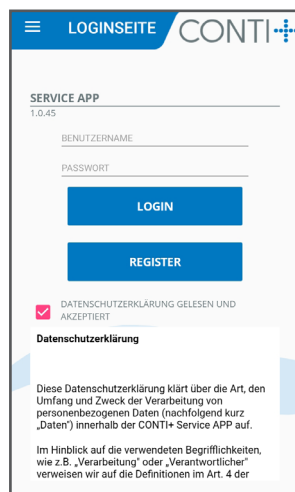 LOGINSEITE
CONTI+
SERVICE APP
1.0.45
BENUTZERNAME
PASSWORT
LOGIN
REGISTER
DATENSCHUTZERKLÄRUNG GELESEN UND
AKZEPTIERT
Datenschutzerklärung
Diese Datenschutzerklärung klärt über die Art, den
Umfang und Zweck der Verarbeitung von
personenbezogenen Daten (nachfolgend kurz
„Daten") innerhalb der CONTI+ Service APP auf.
Im Hinblick auf die verwendeten Begrifflichkeiten,
wie z.B. „Verarbeitung" oder „Verantwortlicher"
verweisen wir auf die Definitionen im Art. 4 der